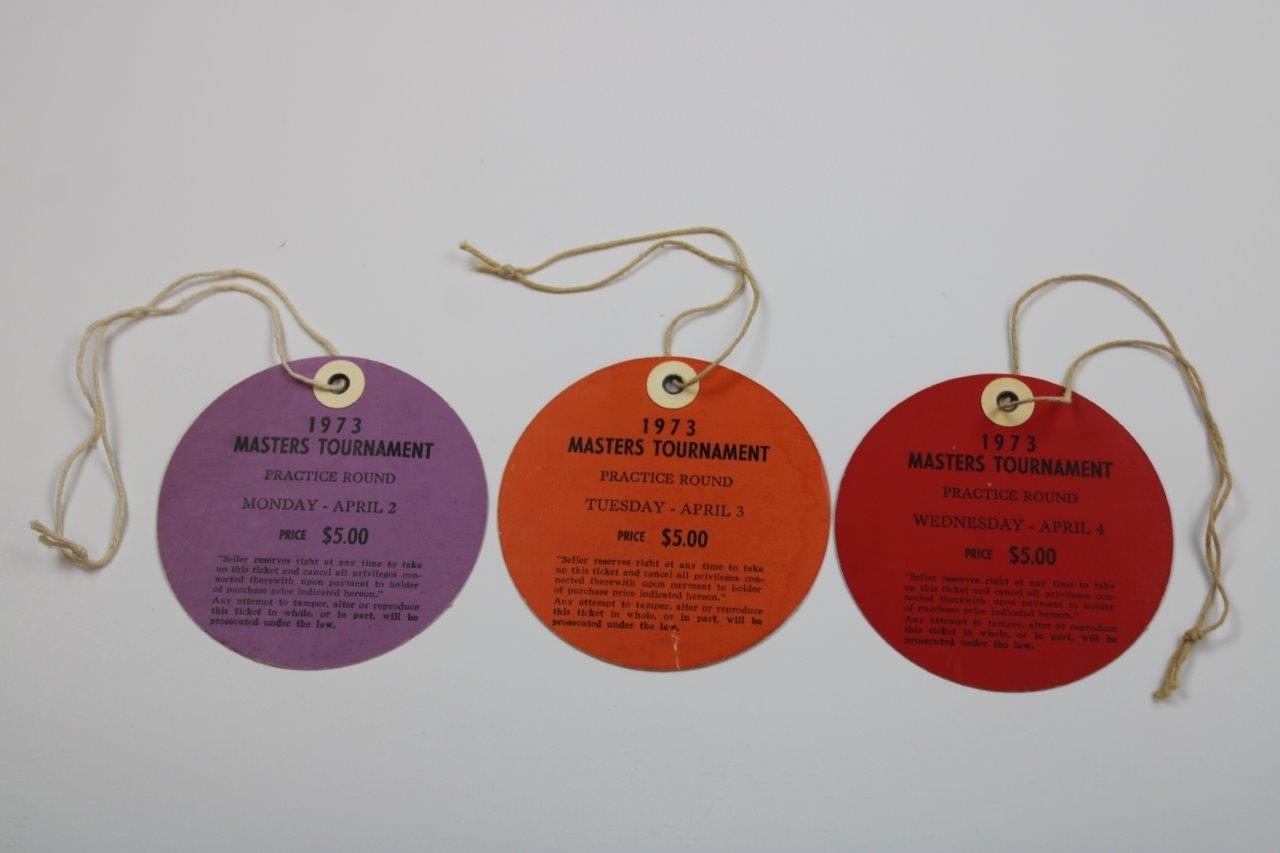 1973
MASTERS TOURNAMENT
PRACTICE ROUND
MONDAY - APRIL 2
PRICE $5.00
"Seller reserves right at any time to take
up this ticket and cancel all privileges con-
nected therewith upon payment to holder
of purchase price indicated hereon."
Any attempt to tamper, alter or reproduce
this ticket in whole, or in part, will be
prosecuted under the law.
1973
MASTERS TOURNAMENT
PRACTICE ROUND
TUESDAY - APRIL 3
PRICE $5.00
"Seller reserves right at any time to take
up this ticket and cancel all privileges con-
nected therewith upon payment to holder
of purchase price indicated hereon."
Any attempt to tamper, alter or reproduce
this ticket in whole, or in part, will be
prosecuted under the law.
1973
MASTERS TOURNAMENT
PRACTICE ROUND
WEDNESDAY - APRIL 4
PRICE $5.00
"Seller reserves right at any time to take
up this ticket and cancel all privileges con-
nected therewith upon payment to holder
of purchase price indicated hereon."
Any attempt to tamper, alter or reproduce
this ticket in whole, or in part, will be
prosecuted under the law.